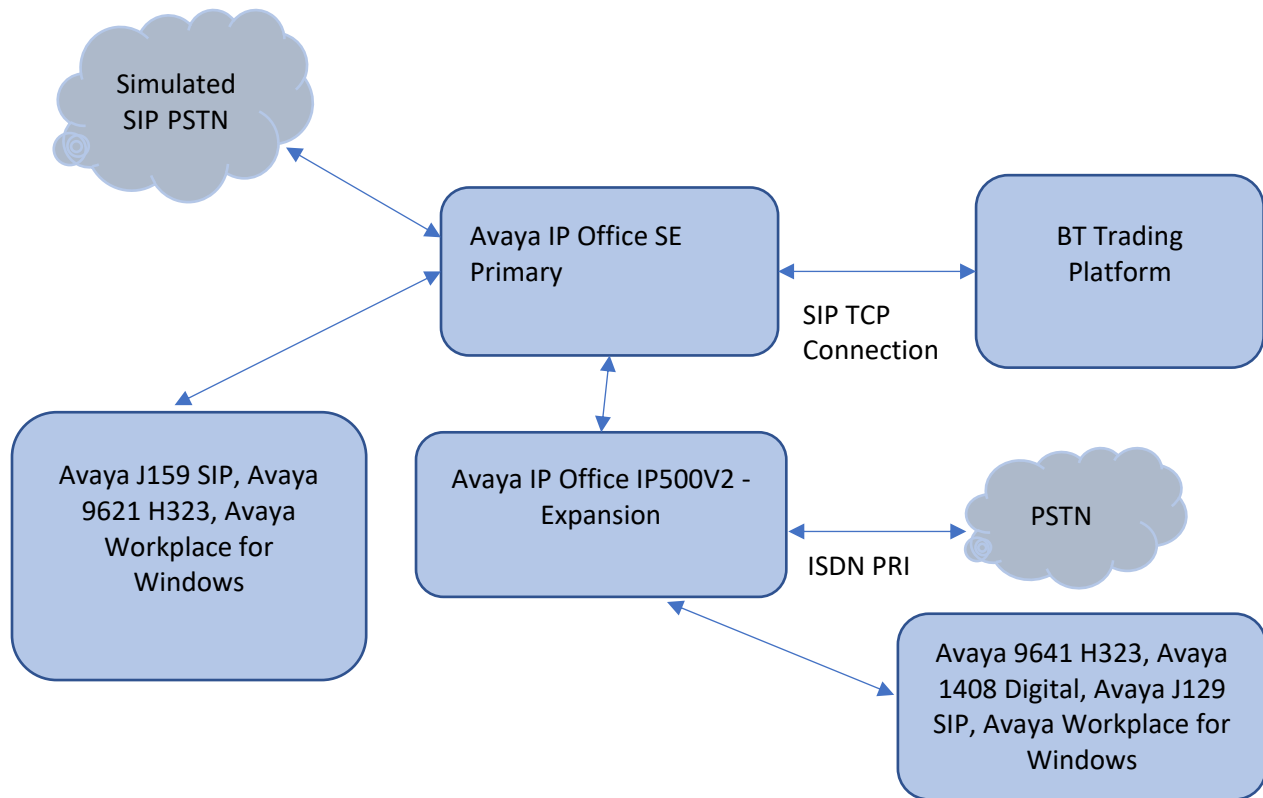 Simulated
SIP PSTN
Avaya IP Office SE
Primary
BT Trading
Platform
SIP TCP
Connection
Avaya J159 SIP, Avaya
9621 H323, Avaya
Workplace for
Windows
Avaya IP Office IP500V2 -
Expansion
PSTN
ISDN PRI
Avaya 9641 H323, Avaya
1408 Digital, Avaya J129
SIP, Avaya Workplace for
Windows